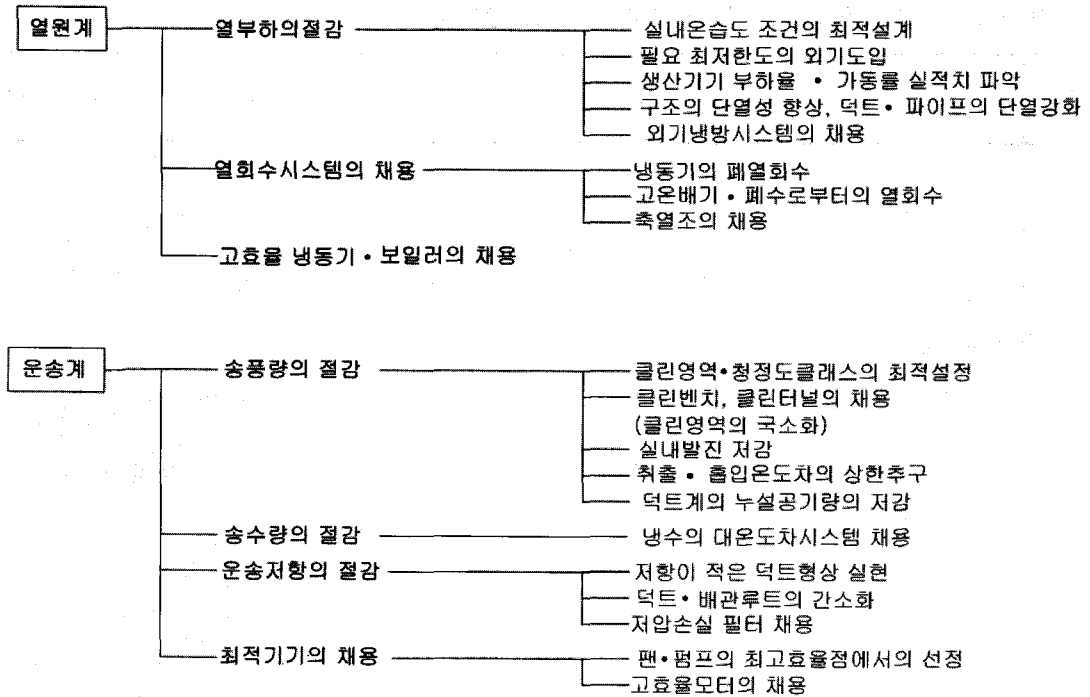 열원계
열부하의절감
실내온습도 조건의 최적설계
필요 최저한도의 외기도입
생산기기 부하율 • 가동률 실적치 파악
구조의 단열성 향상, 덕트• 파이프의 단열강화
외기냉방시스템의 채용
열회수시스템의 채용
냉동기의 폐열회수
고온배기•폐수로부터의 열회수
축열조의 채용
고효율 냉동기•보일러의 채용
운송계
송풍량의 절감
클린영역•청정도클래스의 최적설정
클린벤치, 클린터널의 채용
(클린영역의 국소화)
실내발진 저감
취출• 흡입온도차의 상한추구
덕트계의 누설공기량의 저감
송수량의 절감
냉수의 대온도차시스템 채용
운송저항의 절감
저항이 적은 덕트형상 실현
덕트• 배관루트의 간소화
저압손실 필터 채용
최적기기의 채용
팬•펌프의 최고효율점에서의 선정
고효율모터의 채용